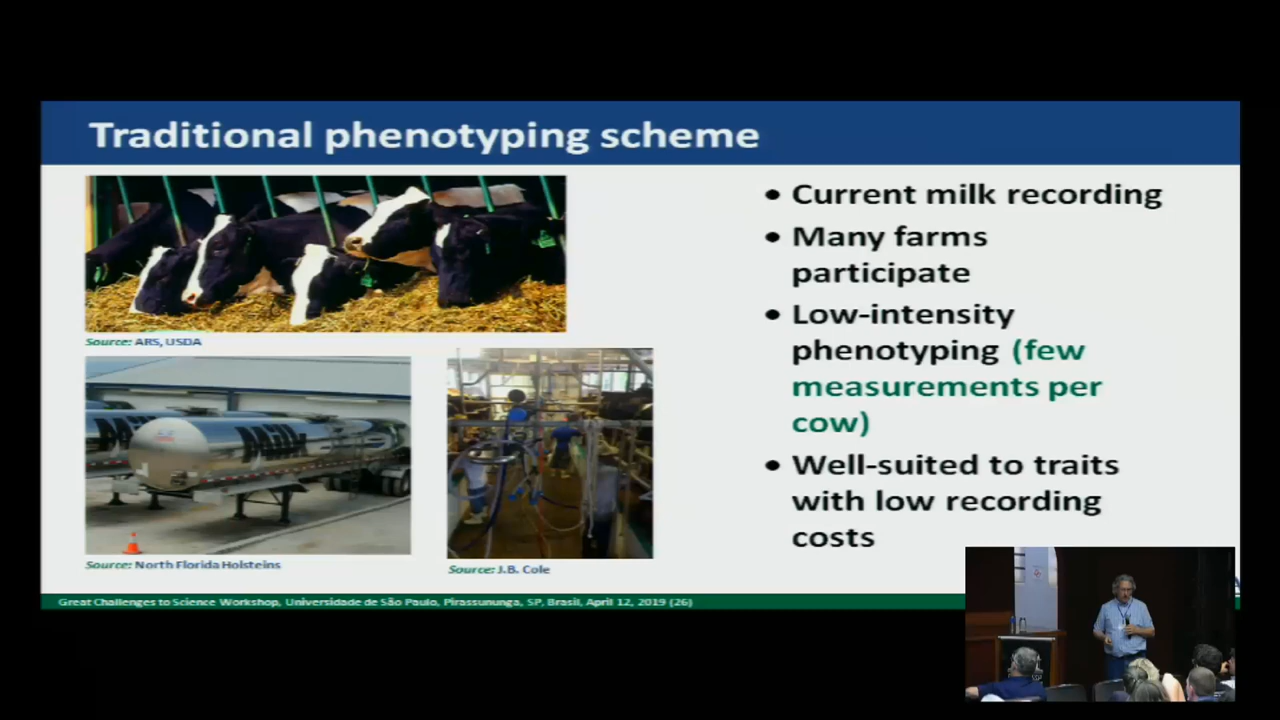 Traditional phenotyping scheme
• Current milk recording
• Many farms
participate
• Low-intensity
phenotyping (few
measurements per
cow)
• Well-suited to traits
with low recording
costs
Source: ARS, USDA
Milk
Source: North Florida Holsteins
Source: J.B. Cole
Great Challenges to Science Workshop, Universidade de São Paulo, Pirassununga, SP, Brasil, April 12, 2019 (26)